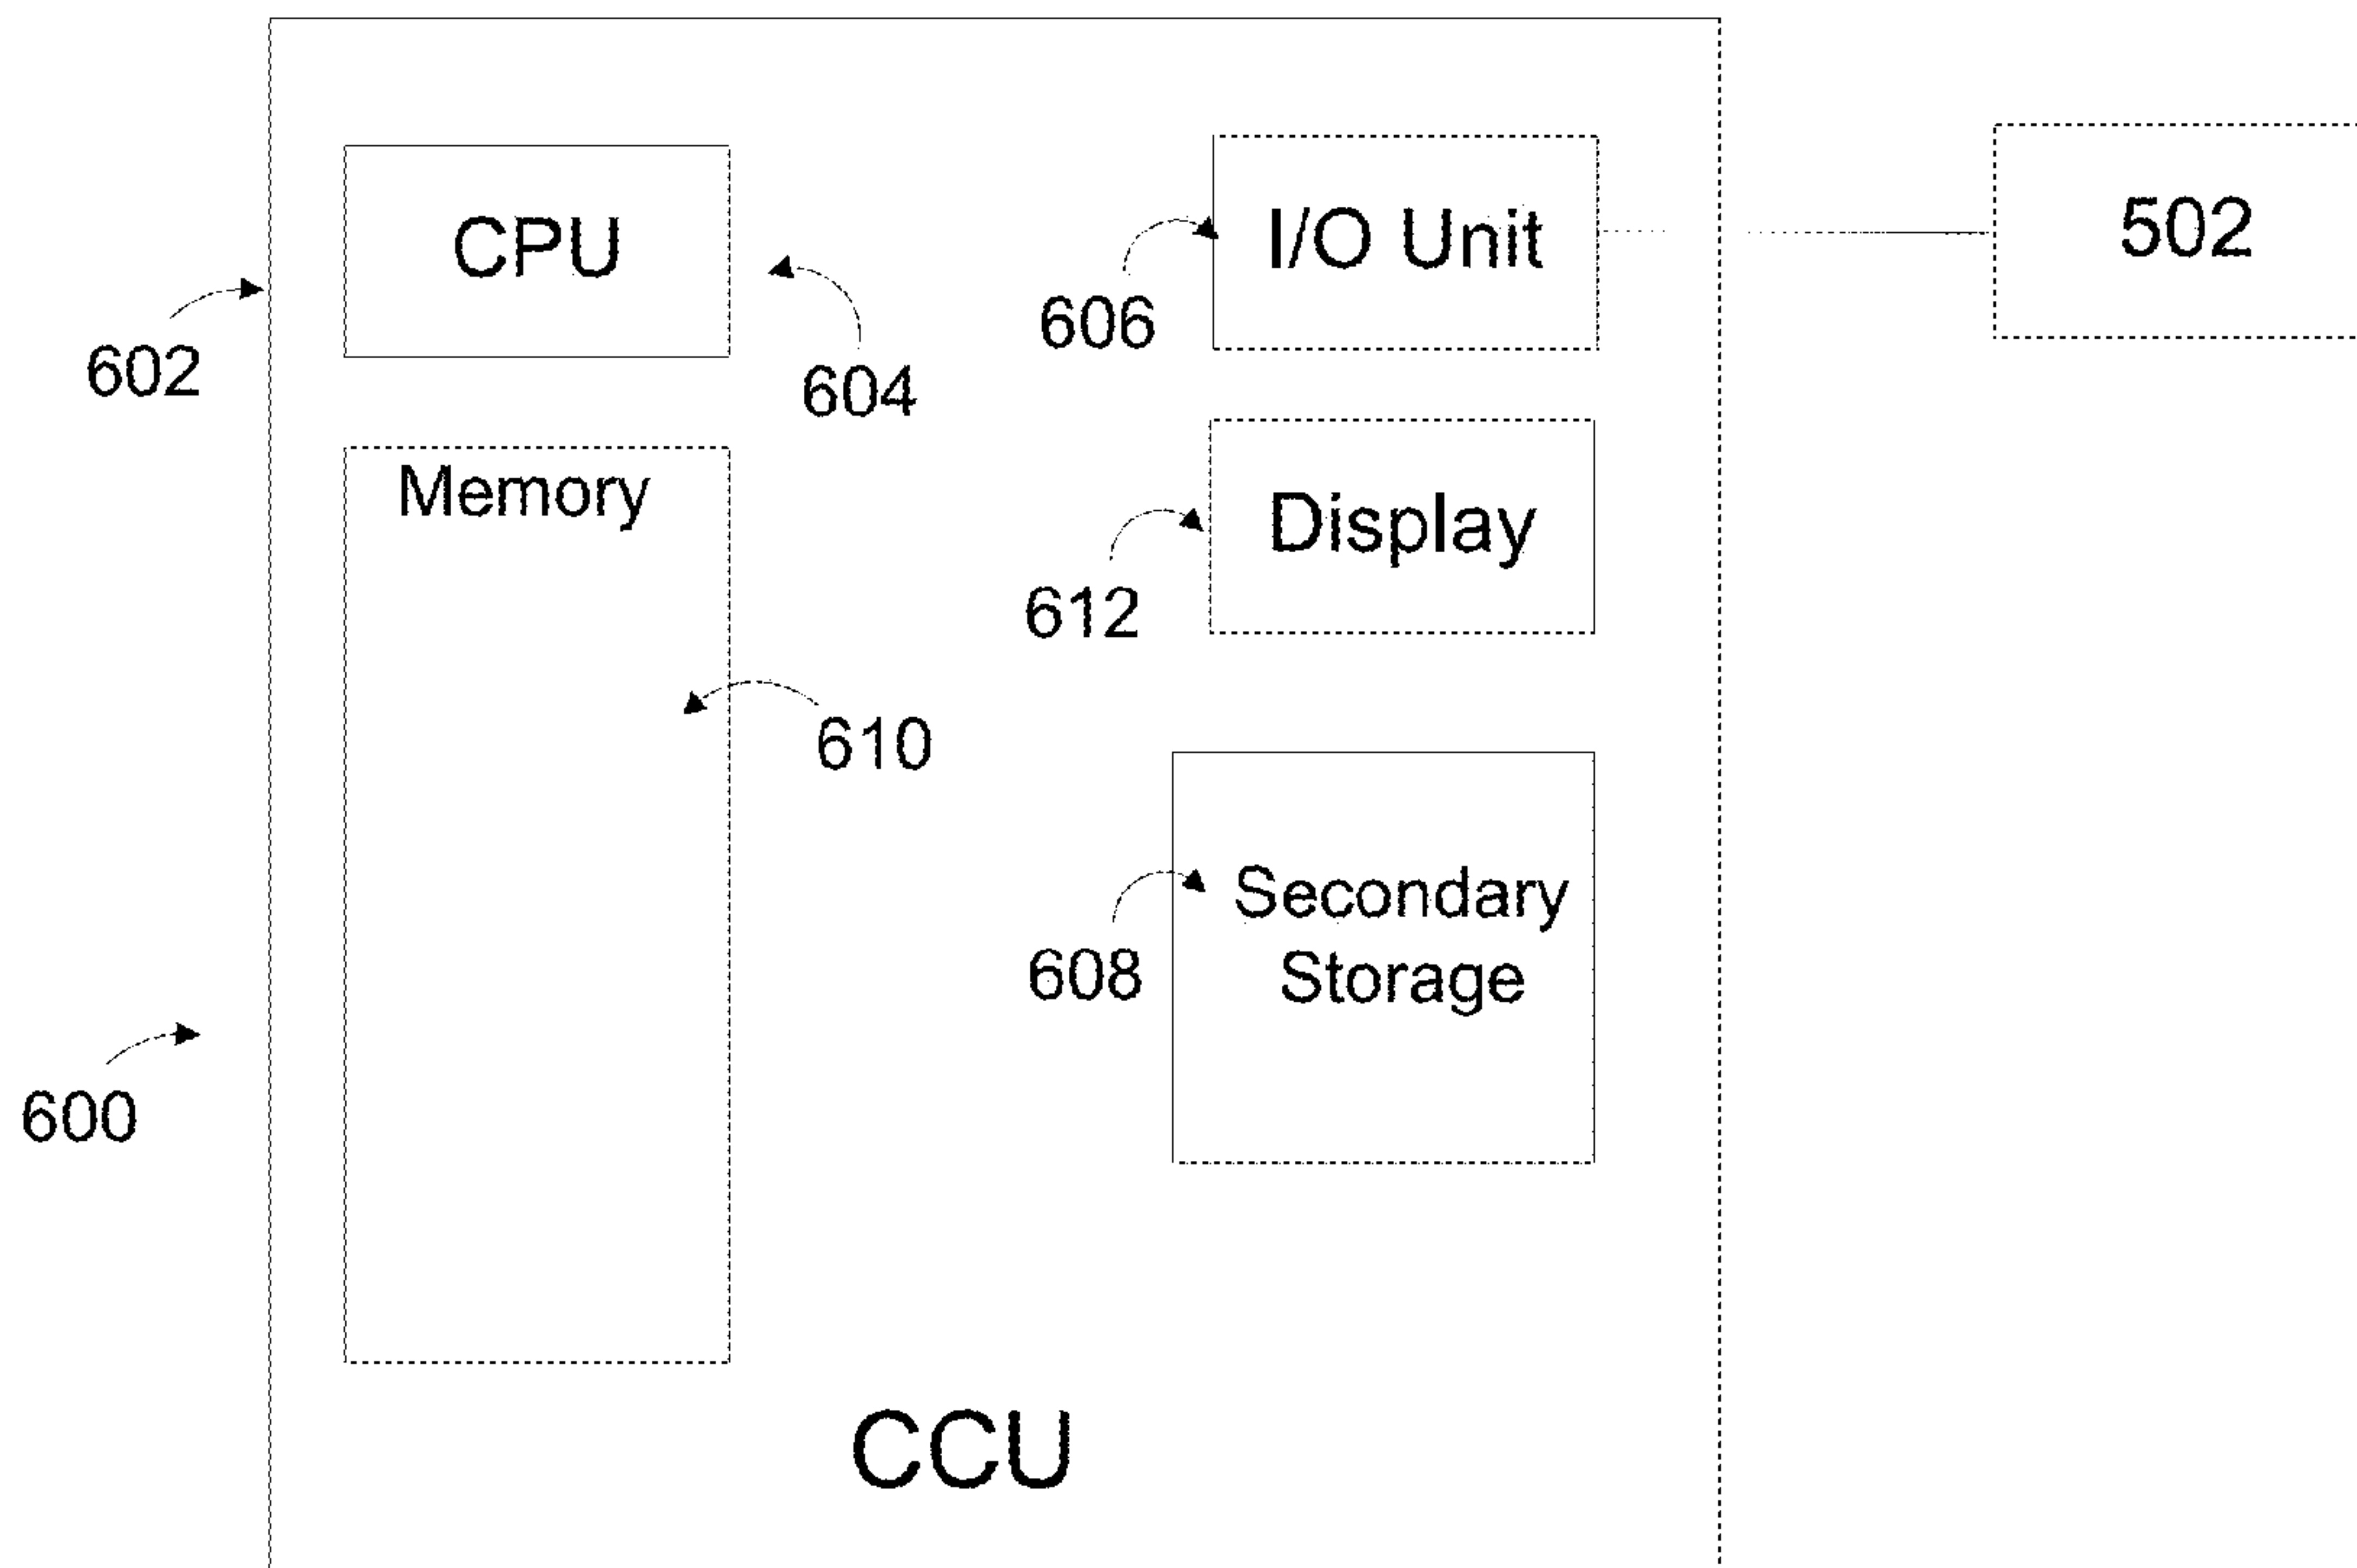 CPU
I/O Unit
502
602
604
606
Memory
Display
612
610
Secondary
Storage
608
600
CCU